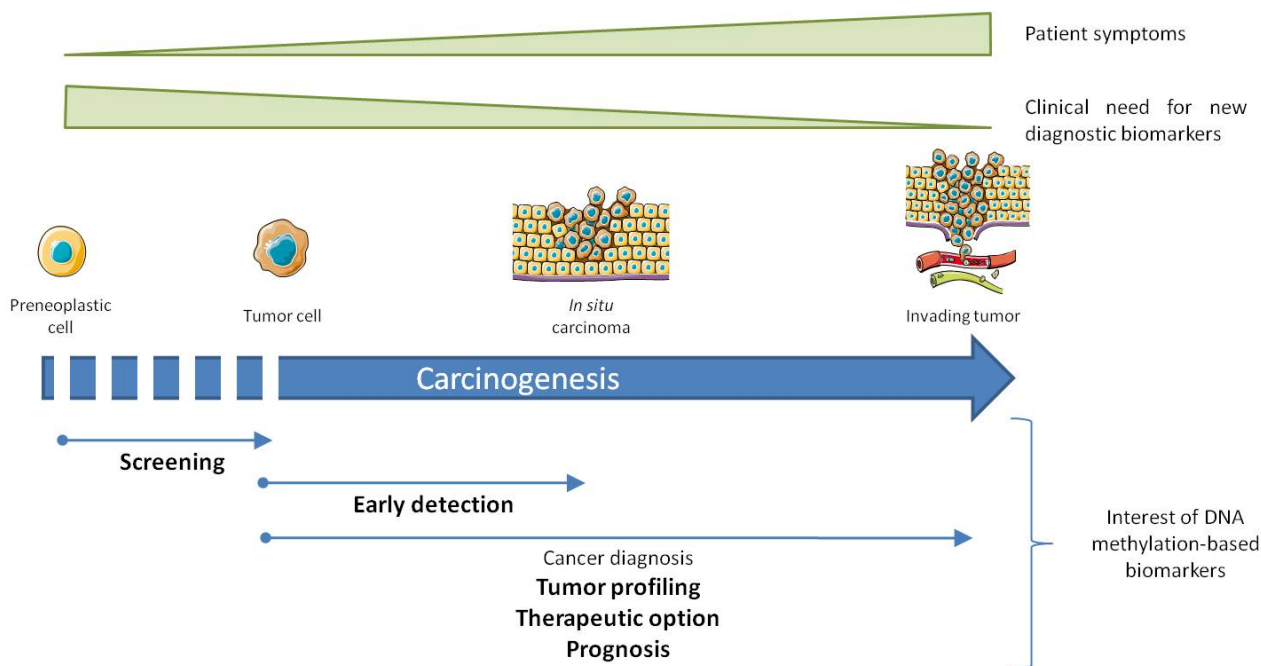 Patient symptoms
Clinical need for new
diagnostic biomarkers
Preneoplastic
cell
Tumor cell
In situ
carcinoma
Invading tumor
Carcinogenesis
Screening
Early detection
Cancer diagnosis
Tumor profiling
Therapeutic option
Prognosis
Interest of DNA
methylation-based
biomarkers